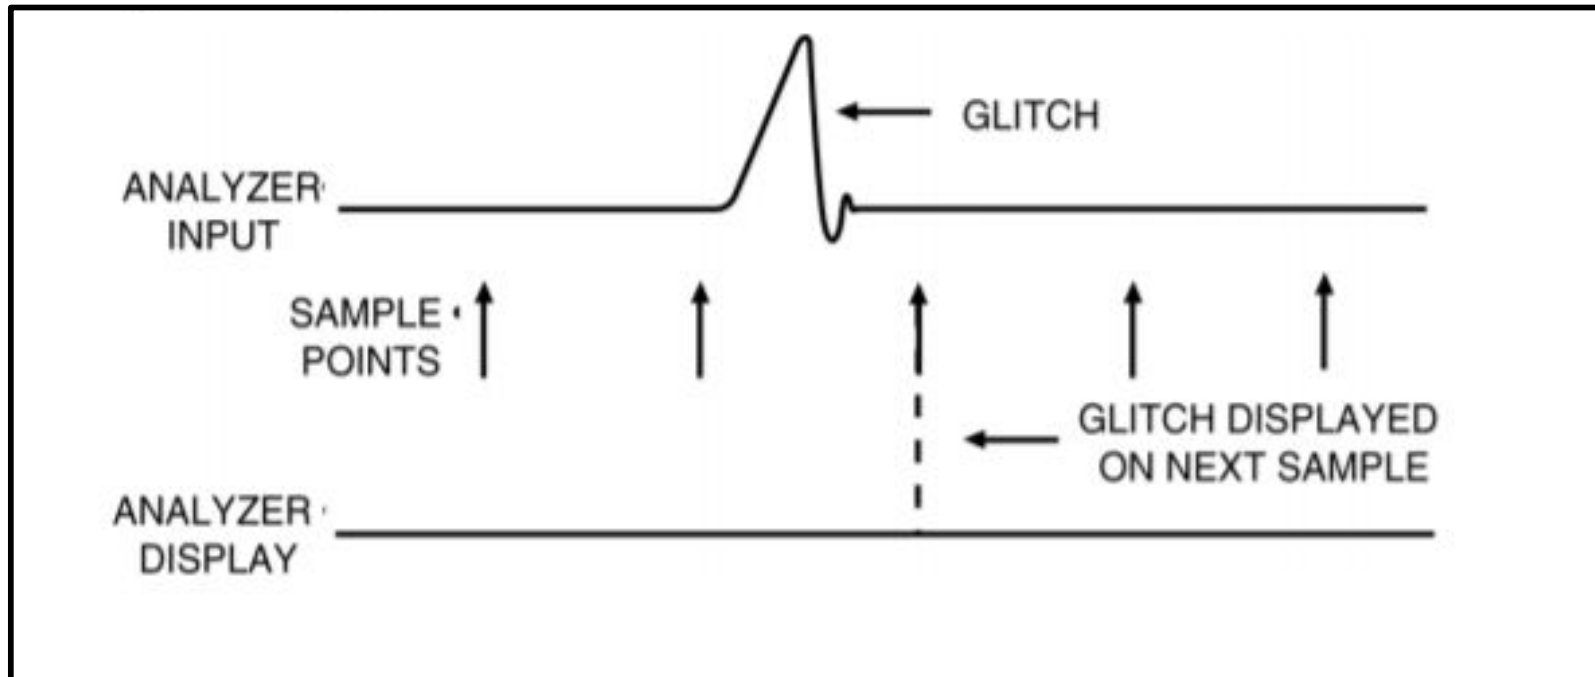 GLITCH
ANALYZER
INPUT
SAMPLE
POINTS
GLITCH DISPLAYED
ON NEXT SAMPLE
ANALYZER
DISPLAY